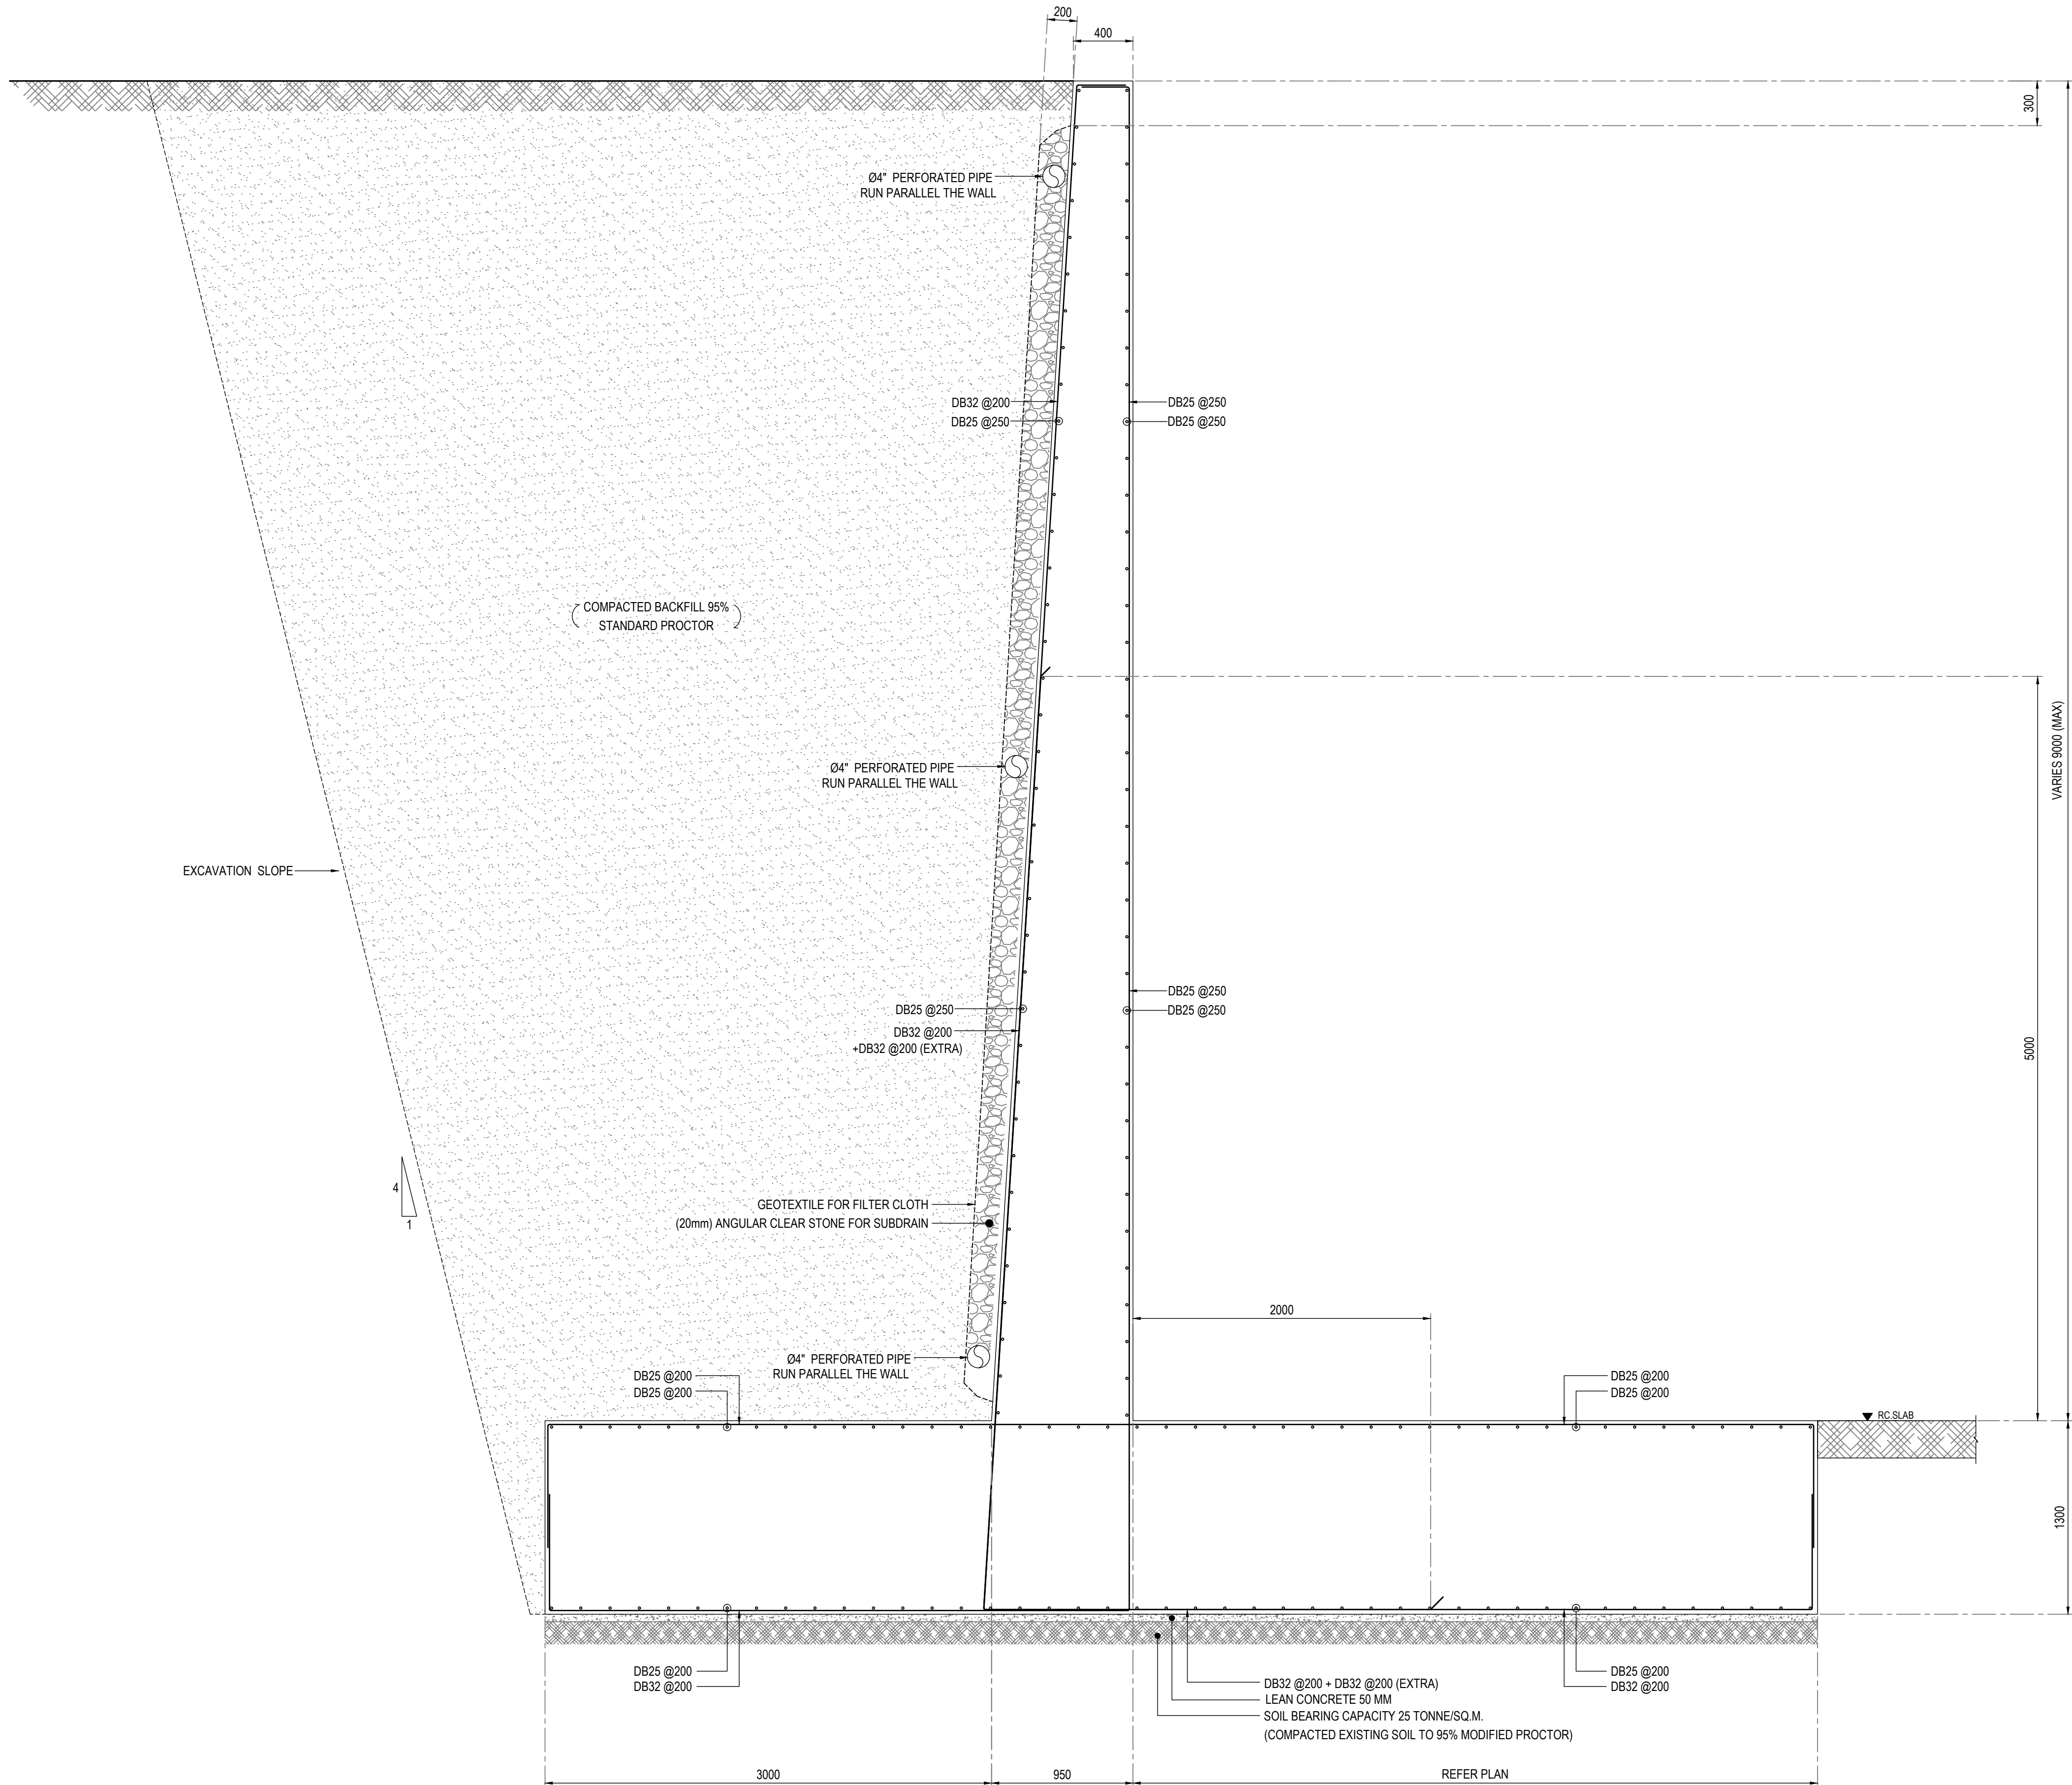 200
400
300
Ø4" PERFORATED PIPE
RUN PARALLEL THE WALL
DB32 @200
DB25 @250
DB25 @250
DB25 @250
COMPACTED BACKFILL 95%
STANDARD PROCTOR
VARIES 9000 (MAX)
Ø4" PERFORATED PIPE
RUN PARALLEL THE WALL
EXCAVATION SLOPE
DB25 @250
DB32 @200
+DB32 @200 (EXTRA)
DB25 @250
DB25 @250
5000
4
1
GEOTEXTILE FOR FILTER CLOTH
(20mm) ANGULAR CLEAR STONE FOR SUBDRAIN
2000
Ø4" PERFORATED PIPE
RUN PARALLEL THE WALL
DB25 @200
DB25 @200
DB25 @200
DB25 @200
RC.SLAB
1300
DB25 @200
DB32 @200
DB32 @200 + DB32 @200 (EXTRA)
LEAN CONCRETE 50 MM
SOIL BEARING CAPACITY 25 TONNE/SQ.M.
(COMPACTED EXISTING SOIL TO 95% MODIFIED PROCTOR)
DB25 @200
DB32 @200
3000
950
REFER PLAN